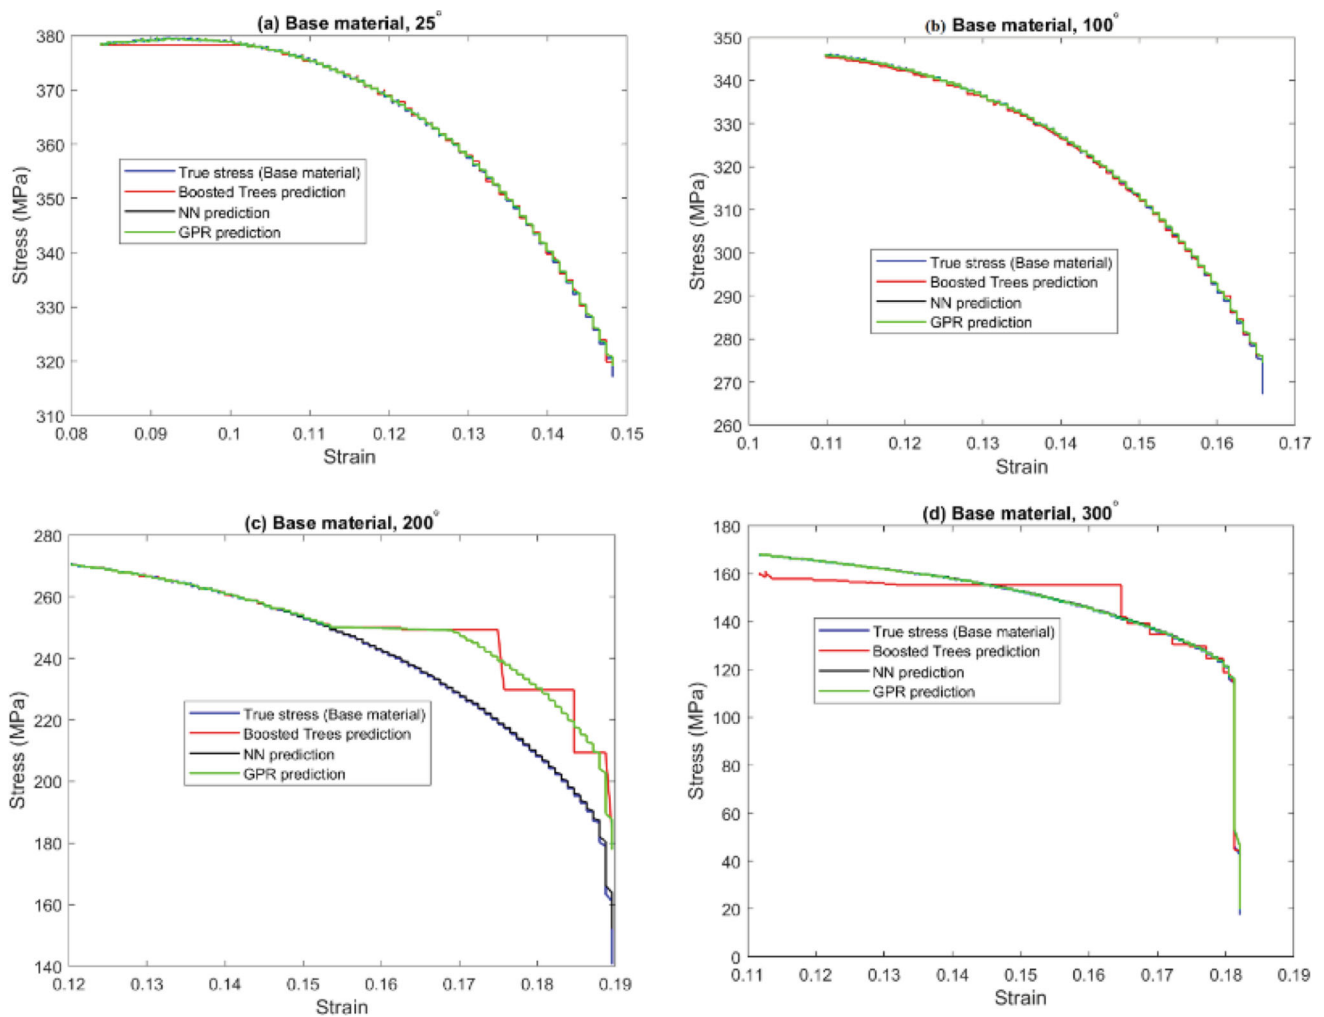 (a) Base material, 25°
380
370
360
350
340
330
320
310
Stress (MPa)
True stress (Base material)
Boosted Trees prediction
NN prediction
GPR prediction
0.08 0.09 0.1 0.11 0.12 0.13 0.14 0.15
Strain
(b) Base material, 100°
350
340
330
320
310
300
290
280
270
260
Stress (MPa)
True stress (Base material)
Boosted Trees prediction
NN prediction
GPR prediction
0.1 0.11 0.12 0.13 0.14 0.15 0.16 0.17
Strain
(c) Base material, 200°
280
260
240
220
200
180
160
140
Stress (MPa)
True stress (Base material)
Boosted Trees prediction
NN prediction
GPR prediction
0.12 0.13 0.14 0.15 0.16 0.17 0.18 0.19
Strain
(d) Base material, 300°
180
160
140
120
100
80
60
40
20
0
Stress (MPa)
True stress (Base material)
Boosted Trees prediction
NN prediction
GPR prediction
0.11 0.12 0.13 0.14 0.15 0.16 0.17 0.18 0.19
Strain